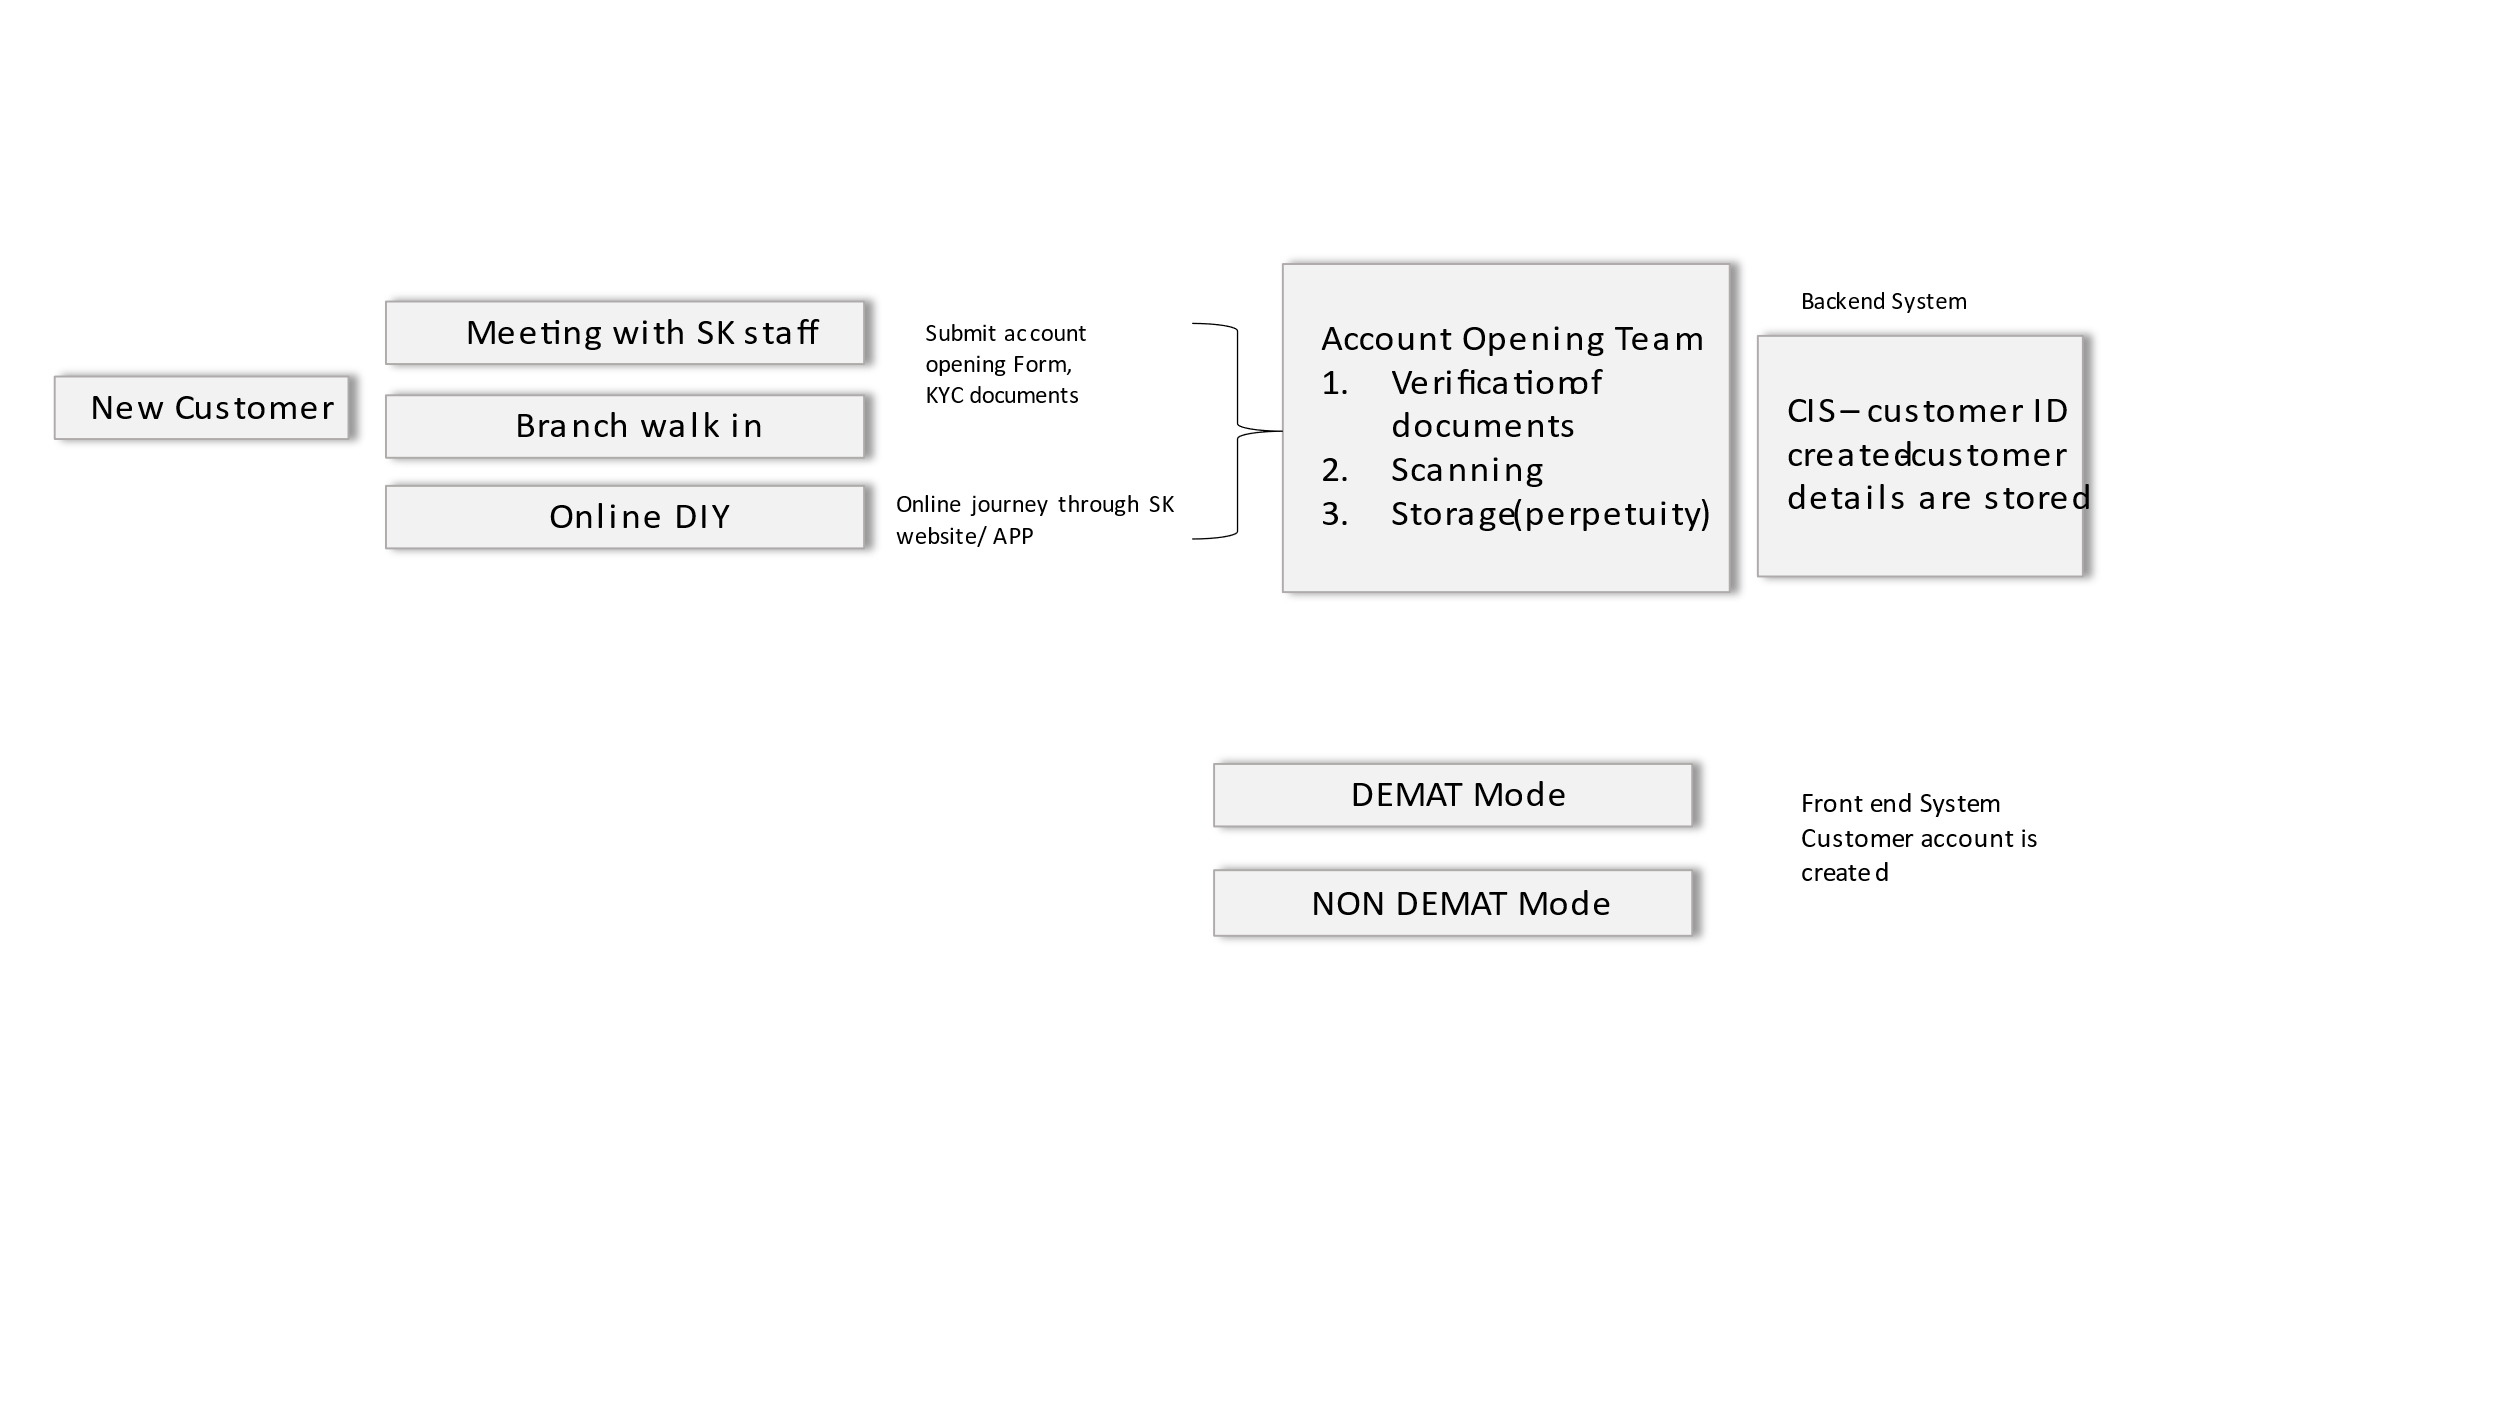 New Customer
Meeting with SK staff
Branch walk in
Online DIY
Submit account
opening Form,
KYC documents
Online journey through SK
website/ APP
Account Opening Team
1. Verification of
documents
2. Scanning
3. Storage (perpetuity)
Backend System
CIS – customer ID
created-customer
details are stored
DEMAT Mode
NON DEMAT Mode
Front end System
Customer account is
created